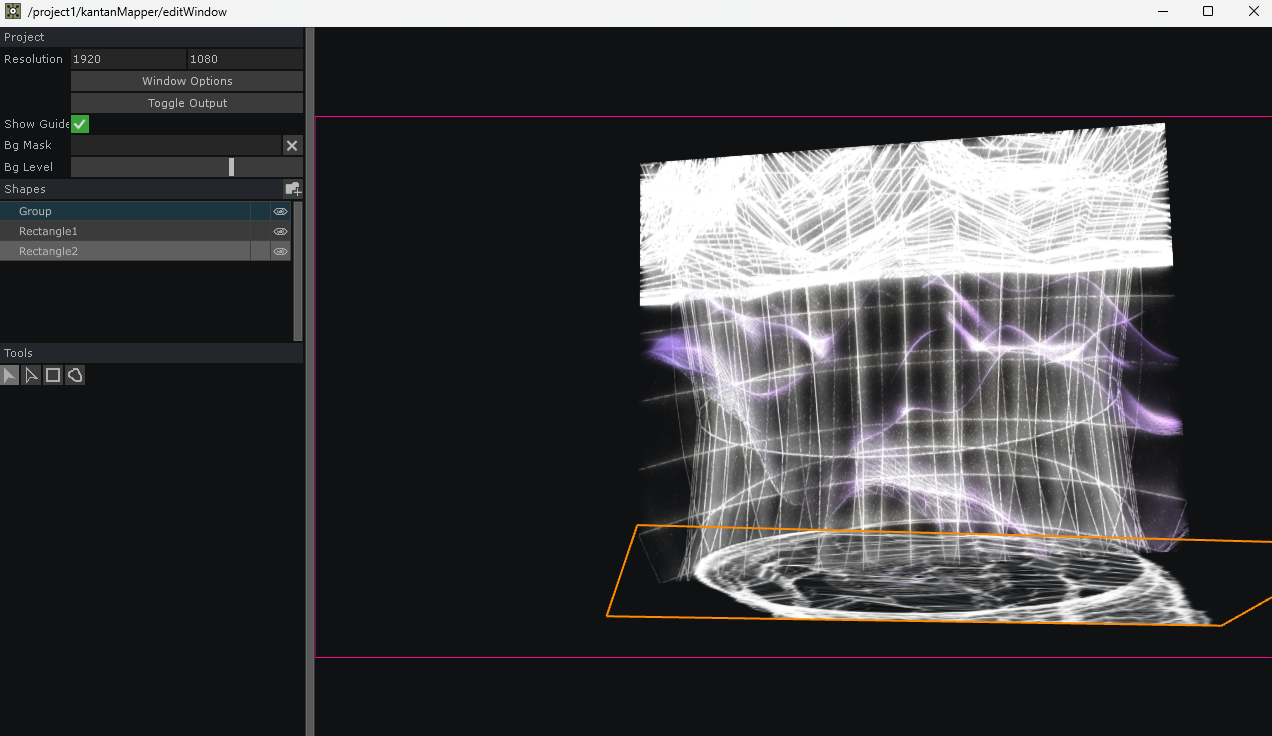 /project1/kantanMapper/editWindow
Project
Resolution 1920 1080
Window Options
Toggle Output
Show Guide
Bg Mask
Bg Level
Shapes
Group
Rectangle1
Rectangle2
Tools